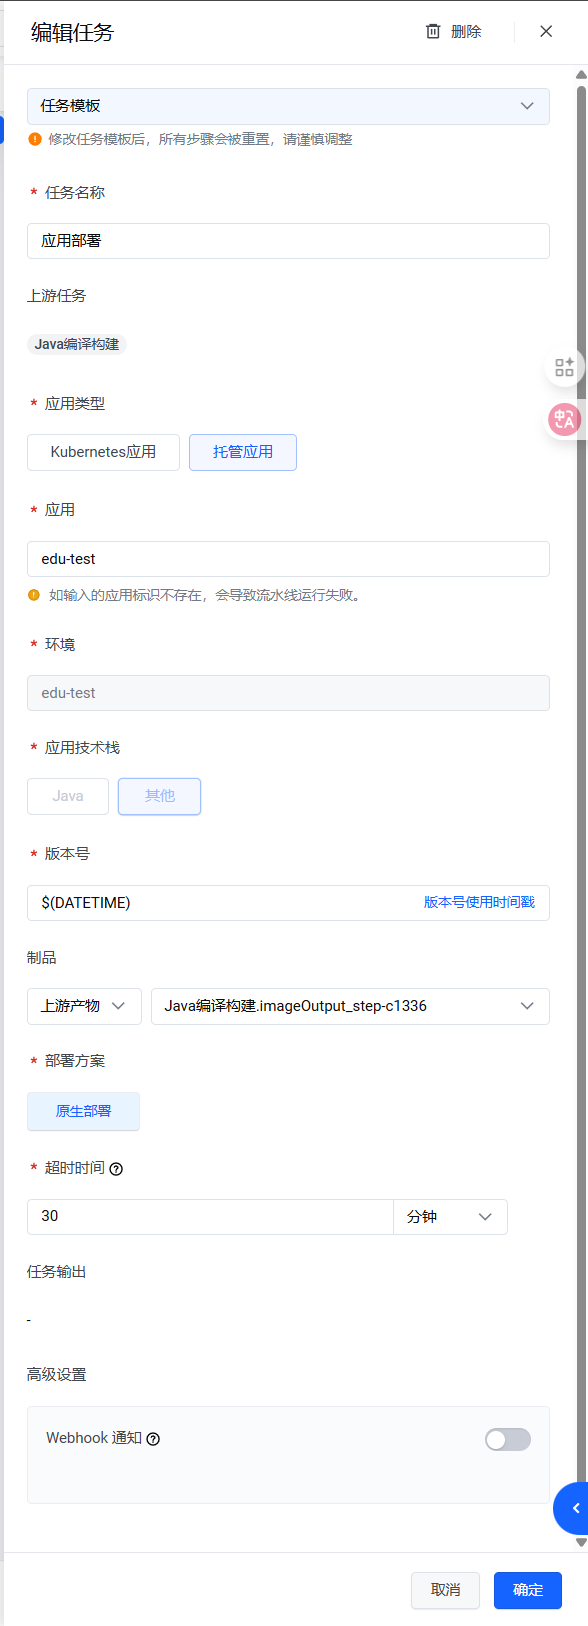 编辑任务
删除
任务模板
修改任务模板后，所有步骤会被重置，请谨慎调整
* 任务名称
应用部署
上游任务
Java编译构建
* 应用类型
Kubernetes应用
托管应用
* 应用
edu-test
如输入的应用标识不存在，会导致流水线运行失败。
* 环境
edu-test
* 应用技术栈
Java
其他
* 版本号
$(DATETIME)
版本号使用时间戳
制品
上游产物
Java编译构建.imageOutput_step-c1336
* 部署方案
原生部署
* 超时时间
30
分钟
任务输出
-
高级设置
Webhook 通知
取消
确定